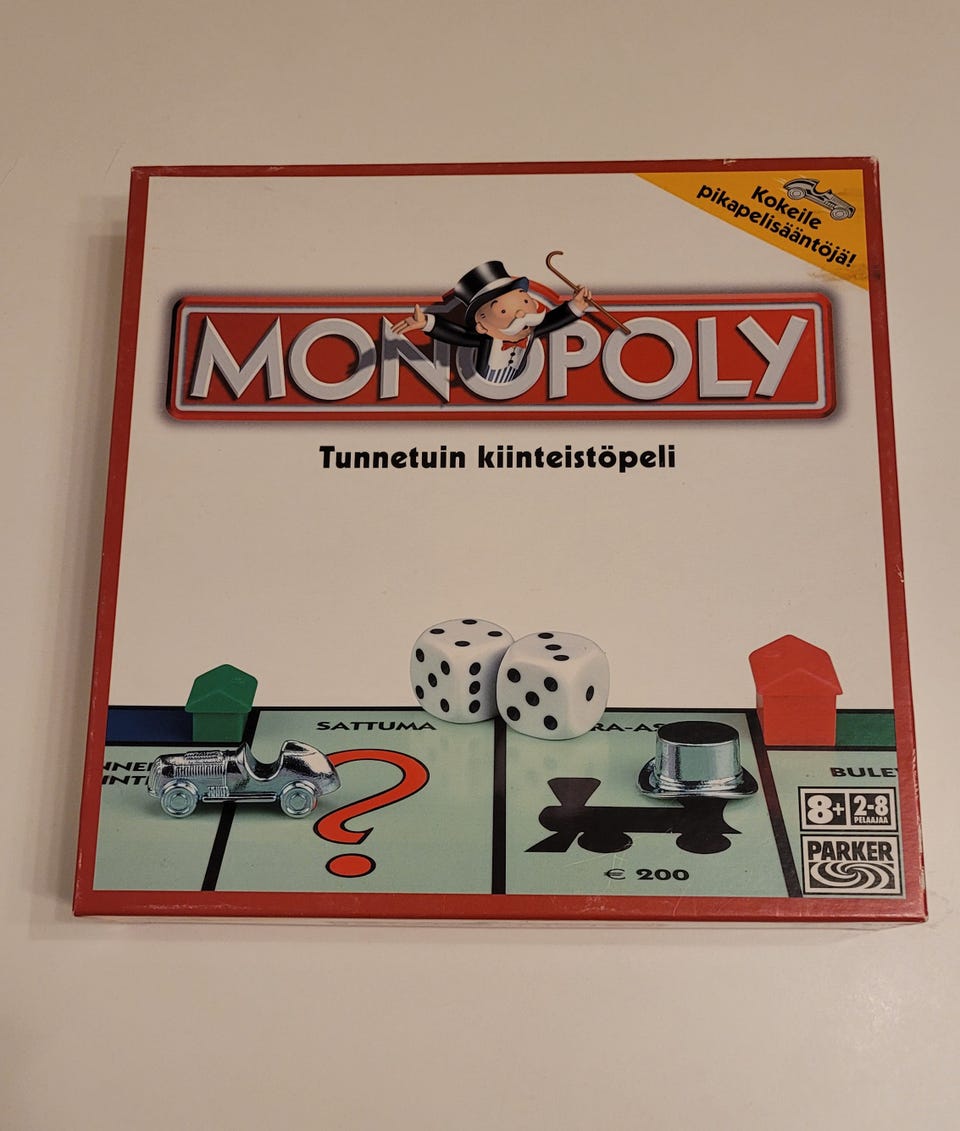 Kokeile
pikapelisääntöjä!
MONOPOLY
Tunnetuin kiinteistöpeli
SATTUMA
€ 200
8+
2-8
PELAAJAA
PARKER